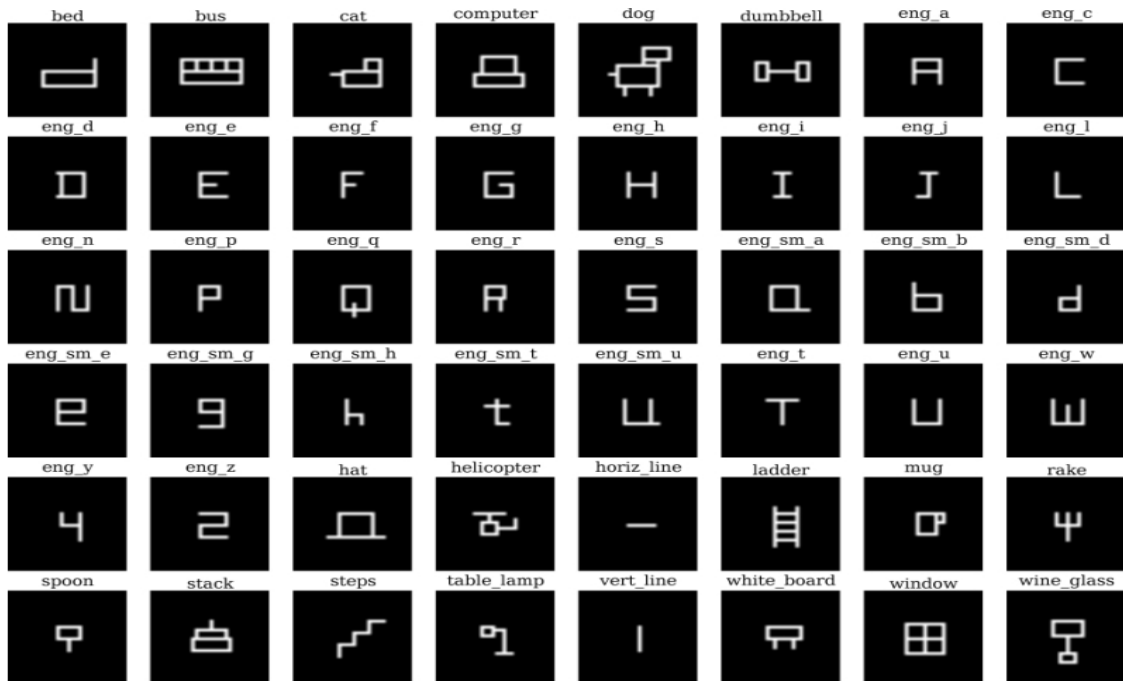 bed bus cat computer dog dumbbell eng_a eng_c
eng_d eng_e eng_f eng_g eng_h eng_i eng_j eng_l
eng_n eng_p eng_q eng_r eng_s eng_sm_a eng_sm_b eng_sm_d
eng_sm_e eng_sm_g eng_sm_h eng_sm_t eng_sm_u eng_t eng_u eng_w
eng_y eng_z hat helicopter horiz_line ladder mug rake
spoon stack steps table_lamp vert_line white_board window wine_glass